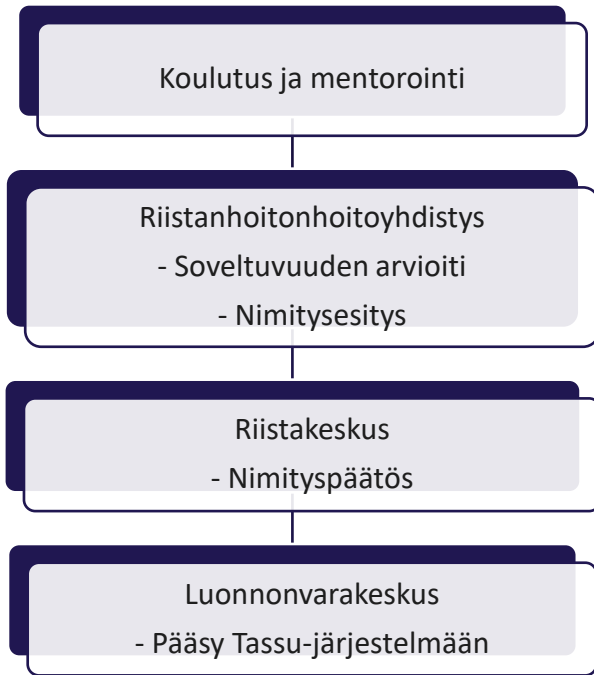 Koulutus ja mentorointi
Riistanhoitonhoitoyhdistys
- Soveltuvuuden arvioiti
- Nimitysesitys
Riistakeskus
- Nimityspäätös
Luonnonvarakeskus
- Pääsy Tassu-järjestelmään